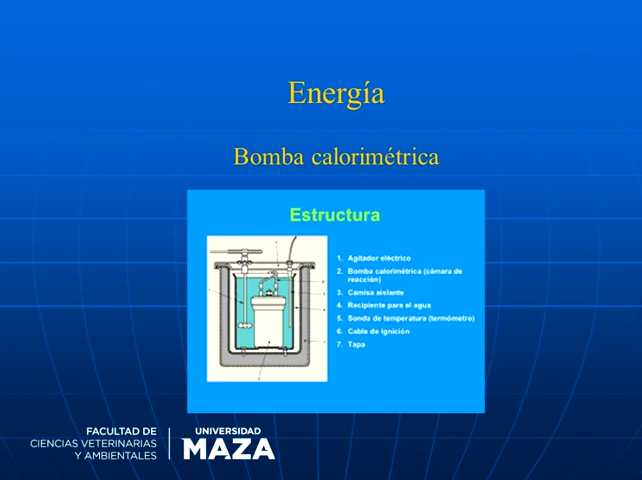 Energía
Bomba calorimétrica
Estructura
1. Agitador eléctrico
2. Bomba calorimétrica (cámara de
reacción)
3. Camisa aislante
4. Recipiente para el agua
5. Sonda de temperatura (termómetro)
6. Cable de ignición
7. Tapa
FACULTAD DE
CIENCIAS VETERINARIAS
Y AMBIENTALES
UNIVERSIDAD
MAZA